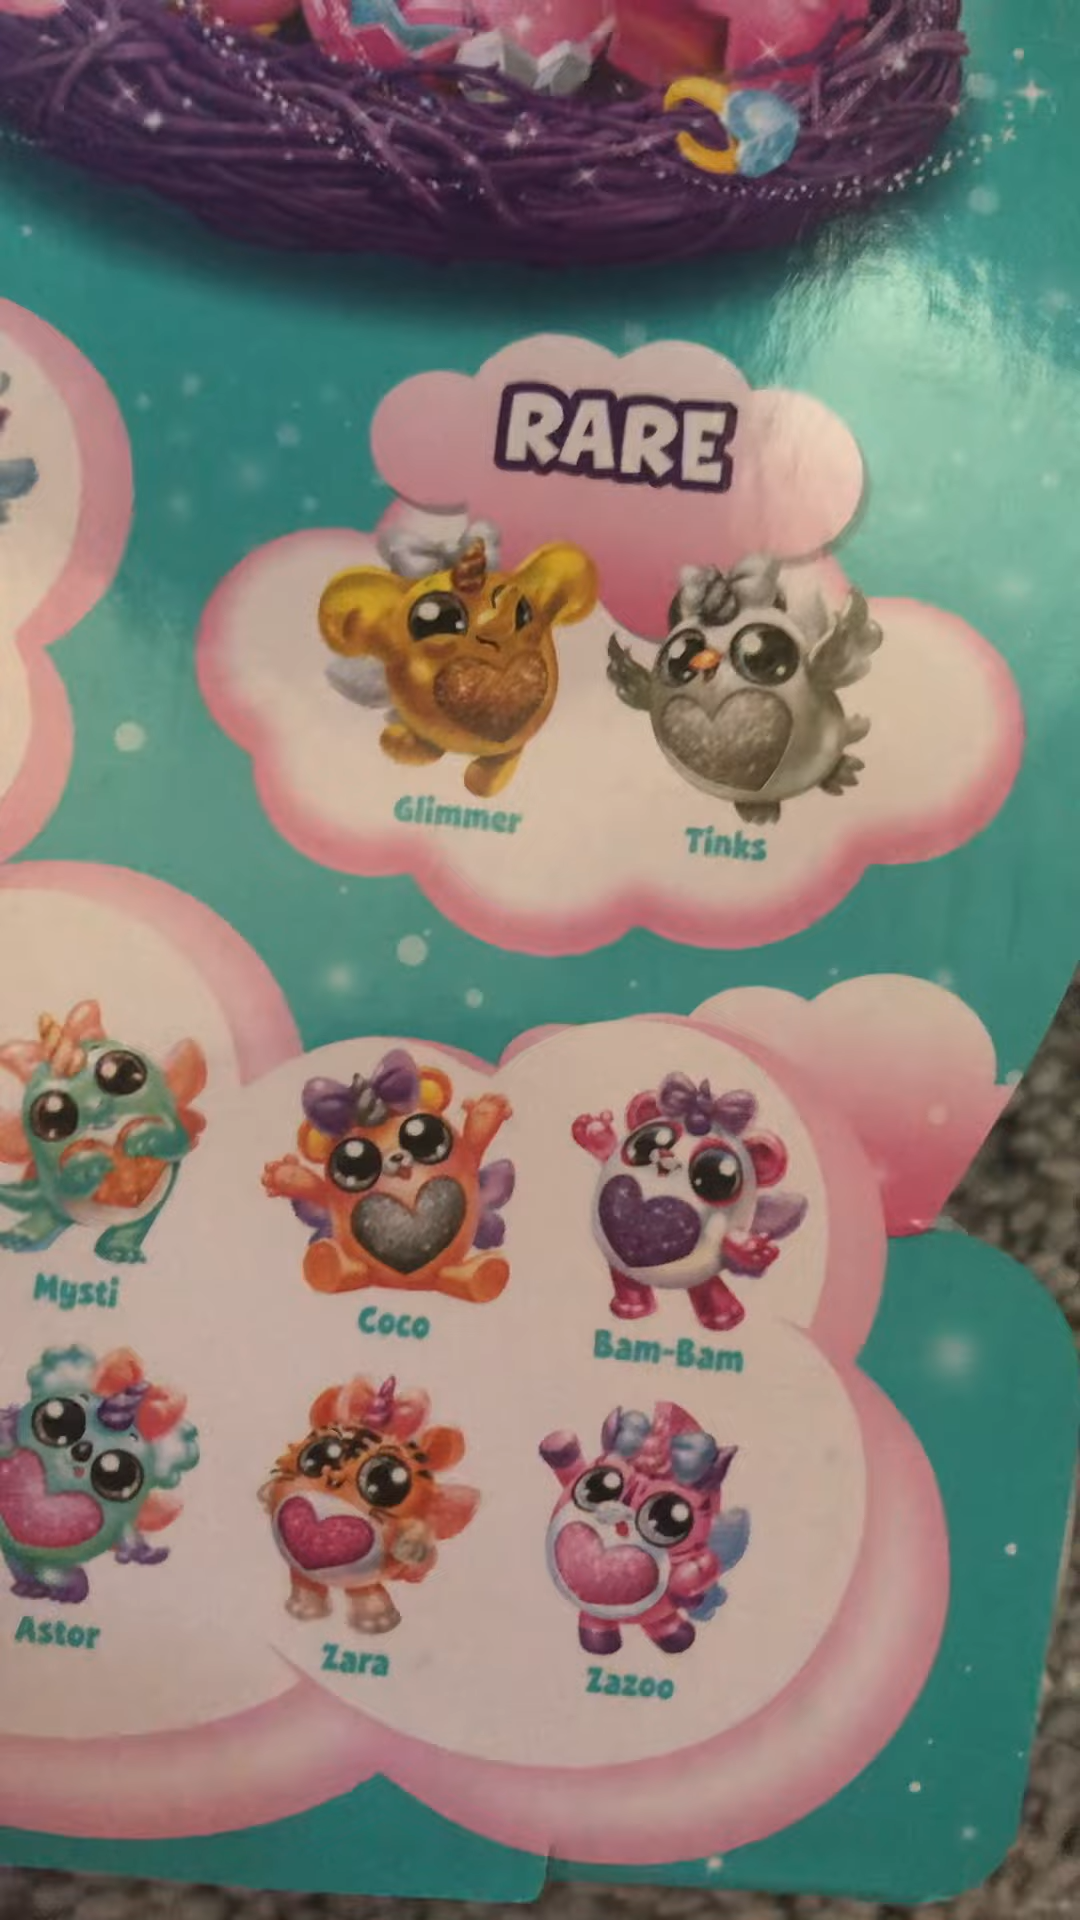 RARE
Glimmer
Tinks
Mysti
Coco
Bam-Bam
Astor
Zara
Zazoo